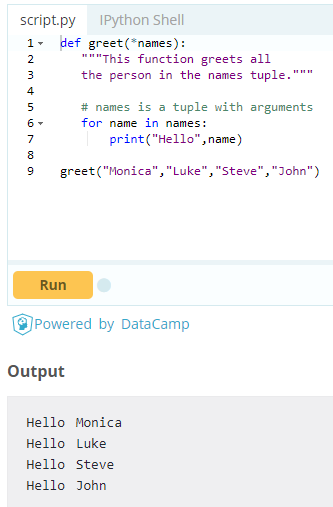 script.py IPython Shell
1 def greet(*names):
2 """This function greets all
3 the person in the names tuple."""
4
5 # names is a tuple with arguments
6 for name in names:
7 print("Hello",name)
8
9 greet("Monica","Luke","Steve","John")
Run
Powered by DataCamp
Output
Hello Monica
Hello Luke
Hello Steve
Hello John